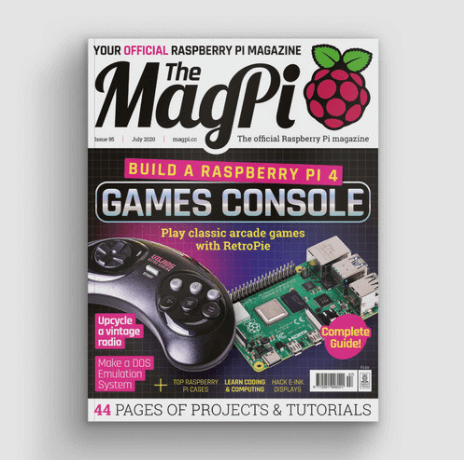 YOUR OFFICIAL RASPBERRY PI MAGAZINE
The
MagPi
Issue 95 | July 2020 | magpi.cc
The official Raspberry Pi magazine
BUILD A RASPBERRY PI 4
GAMES CONSOLE
Play classic arcade games
with RetroPie
Upcycle
a vintage
radio
Make a DOS
Emulation
System
Complete
Guide!
+
TOP RASPBERRY
PI CASES
LEARN CODING
& COMPUTING
HACK E-INK
DISPLAYS
44 PAGES OF PROJECTS & TUTORIALS